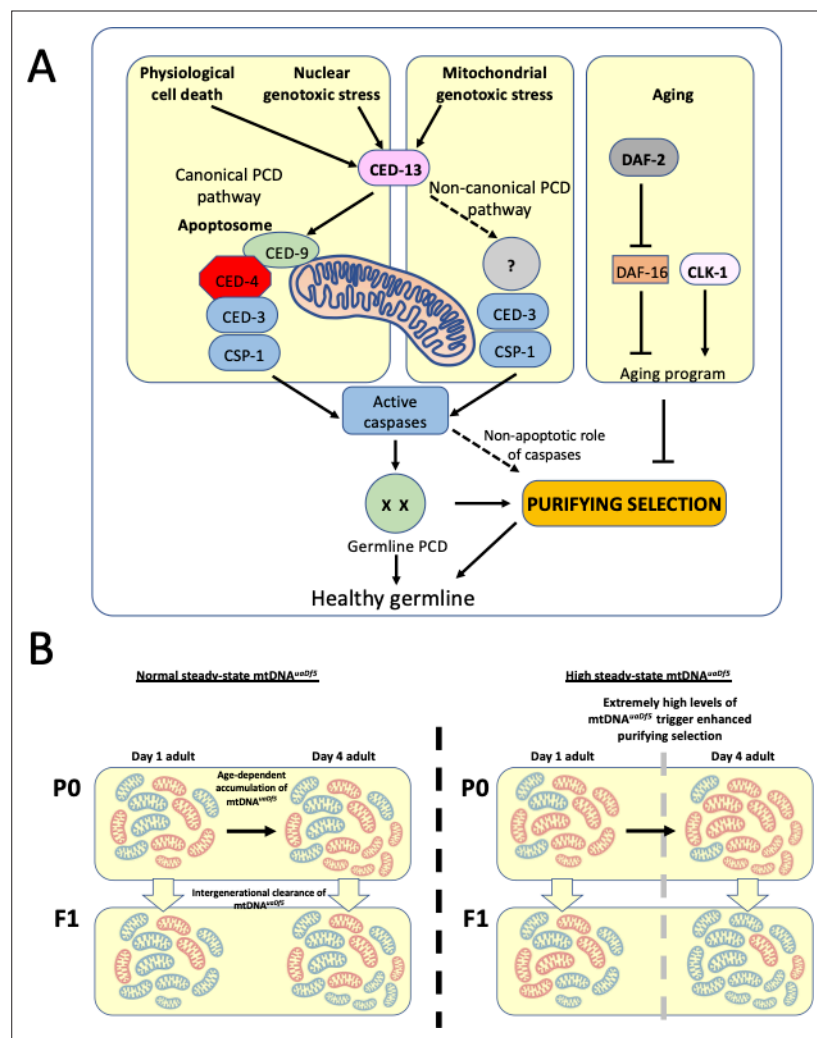 A
Physiological
cell death
Nuclear
genotoxic stress
Mitochondrial
genotoxic stress
Aging
CED-13
DAF-2
Canonical PCD
pathway
Non-canonical PCD
pathway
Apoptosome
CED-9
?
CED-4
DAF-16
CLK-1
CED-3
CED-3
CSP-1
CSP-1
Aging program
Active
caspases
Non-apoptotic role
of caspases
X X
PURIFYING SELECTION
Germline PCD
Healthy germline
B
Normal steady-state mtDNAuaDf5
High steady-state mtDNAuaDf5
Extremely high levels of
mtDNAuaDf5 trigger enhanced
purifying selection
Day 1 adult
Day 4 adult
Day 1 adult
Day 4 adult
P0
Age-dependent
accumulation of
mtDNAuaDf5
P0
Intergenerational clearance of
mtDNAuaDf5
F1
F1